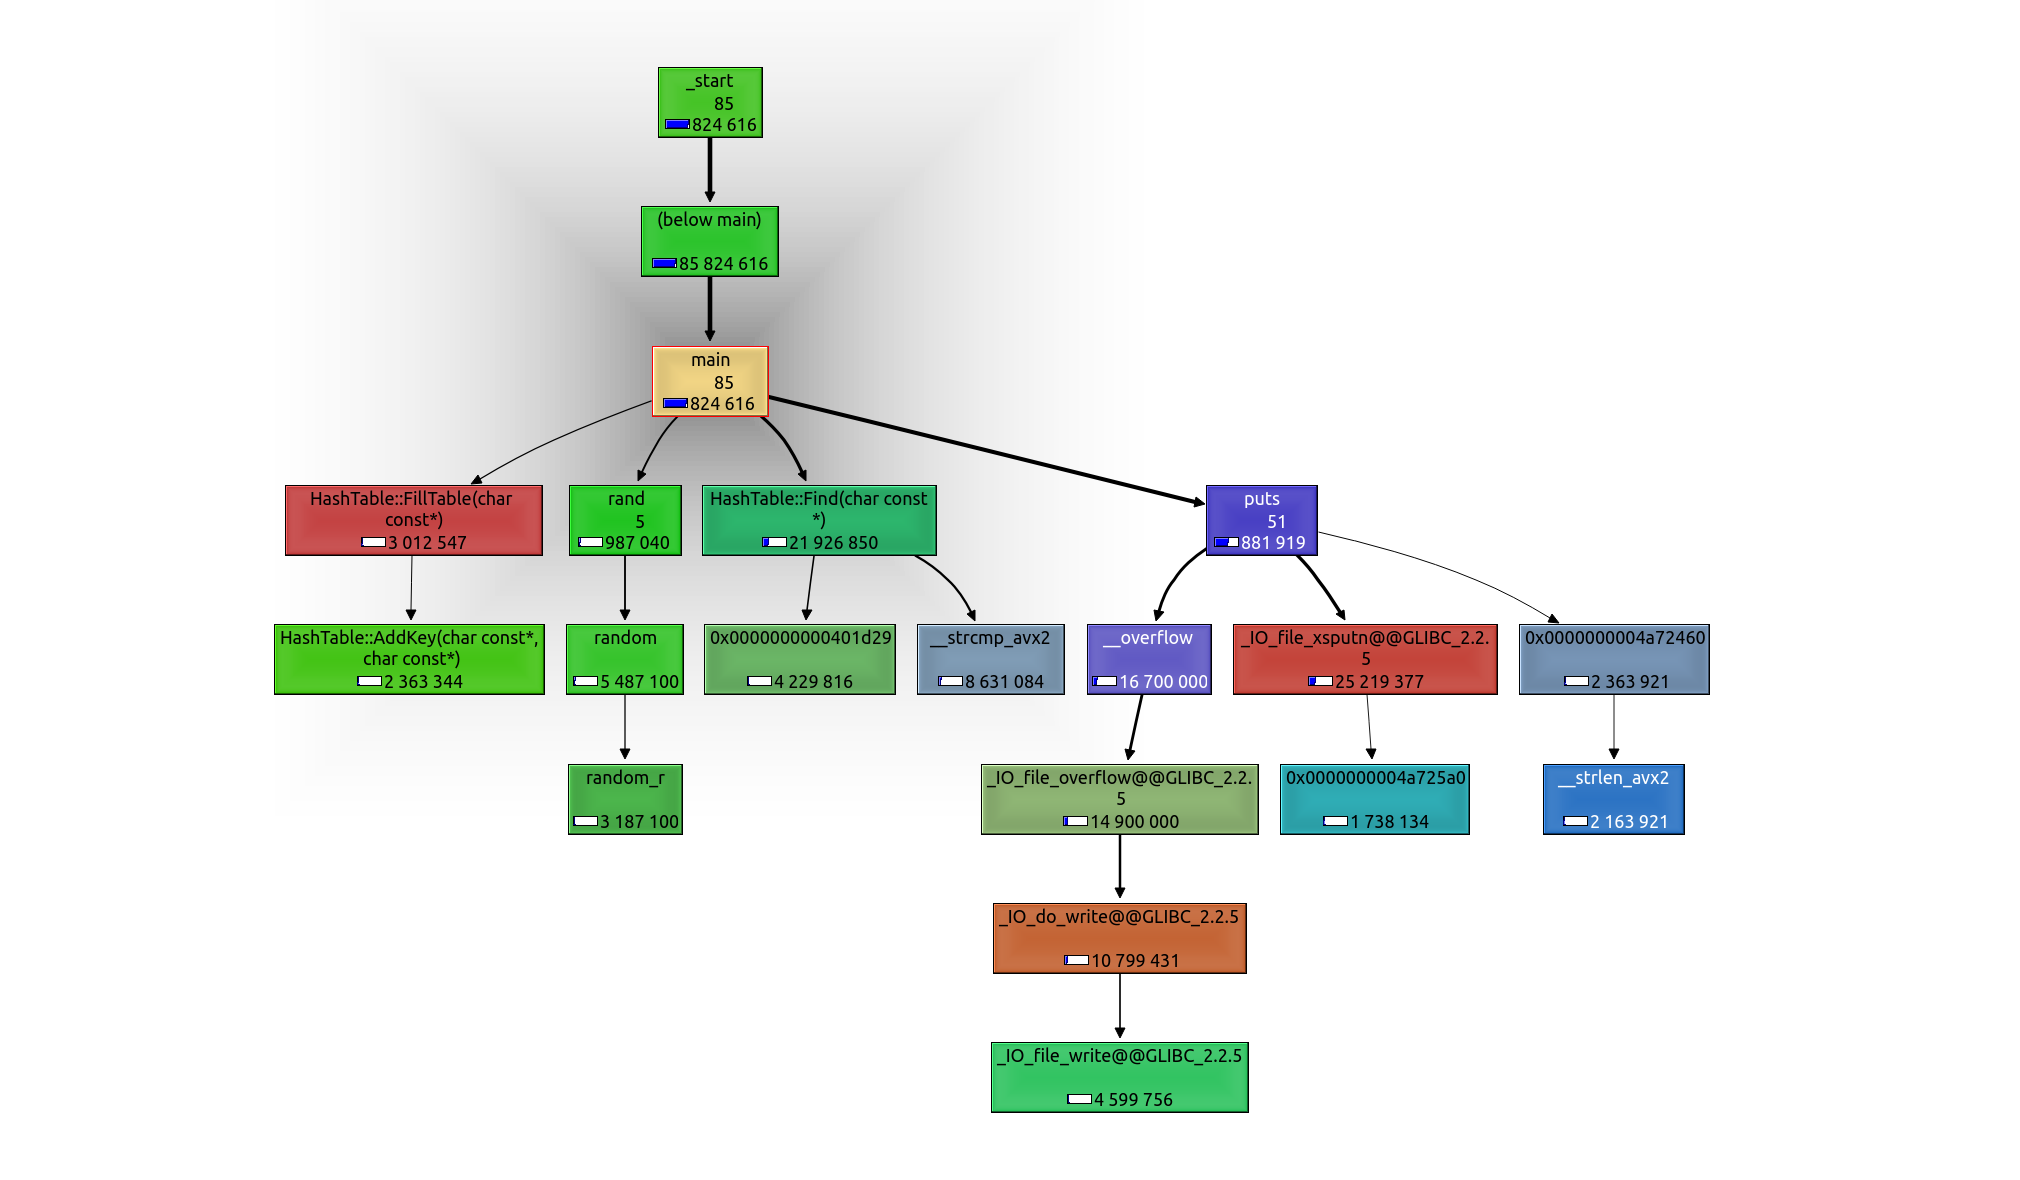 _start
85
824 616
(below main)
85 824 616
main
85
824 616
HashTable::FillTable(char
const*)
3 012 547
rand
5
987 040
HashTable::Find(char const
*)
21 926 850
puts
51
881 919
HashTable::AddKey(char const*,
char const*)
2 363 344
random
5 487 100
0x0000000000401d29
4 229 816
__strcmp_avx2
8 631 084
__overflow
16 700 000
_IO_file_xsputn@@GLIBC_2.2.
5
25 219 377
0x0000000004a72460
2 363 921
random_r
3 187 100
_IO_file_overflow@@GLIBC_2.2.
5
14 900 000
0x0000000004a725a0
1 738 134
__strlen_avx2
2 163 921
_IO_do_write@@GLIBC_2.2.5
10 799 431
_IO_file_write@@GLIBC_2.2.5
4 599 756